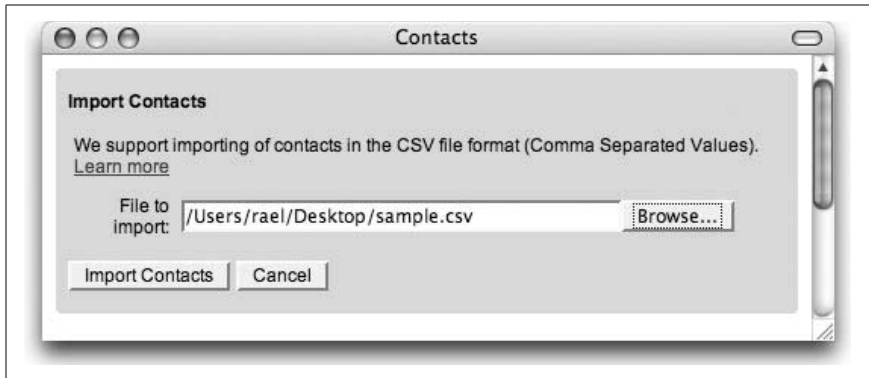 Contacts
Import Contacts
We support importing of contacts in the CSV file format (Comma Separated Values).
Learn more
File to
import:
/Users/rael/Desktop/sample.csv
Browse...
Import Contacts
Cancel